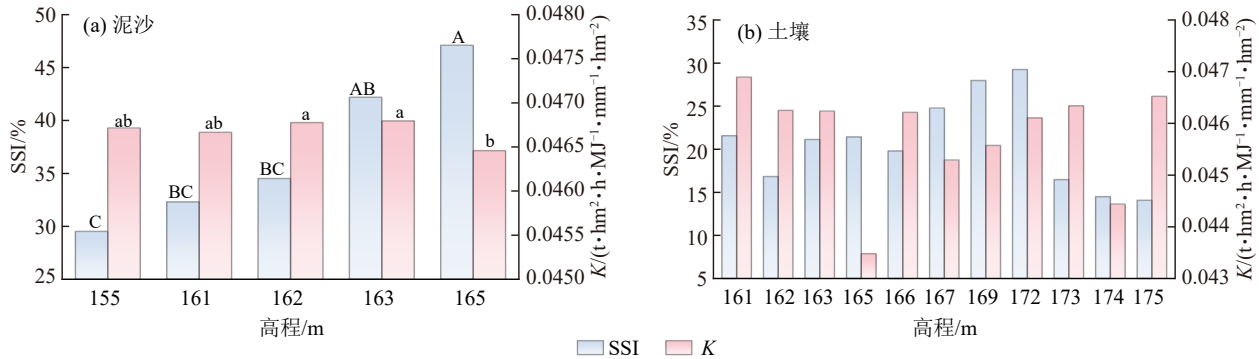 (a) 泥沙
SSI/%
50
45
40
35
30
25
C
ab
BC
ab
BC
a
AB
a
A
b
0.0480
0.0475
0.0470
0.0465
0.0460
0.0455
0.0450
K/(t•hm²•h•MJ⁻¹•mm⁻¹•hm⁻²)
155 161 162 163 165
高程/m
(b) 土壤
SSI/%
35
30
25
20
15
10
5
0.048
0.047
0.046
0.045
0.044
0.043
K/(t•hm²•h•MJ⁻¹•mm⁻¹•hm⁻²)
161 162 163 165 166 167 169 172 173 174 175
高程/m
SSI K